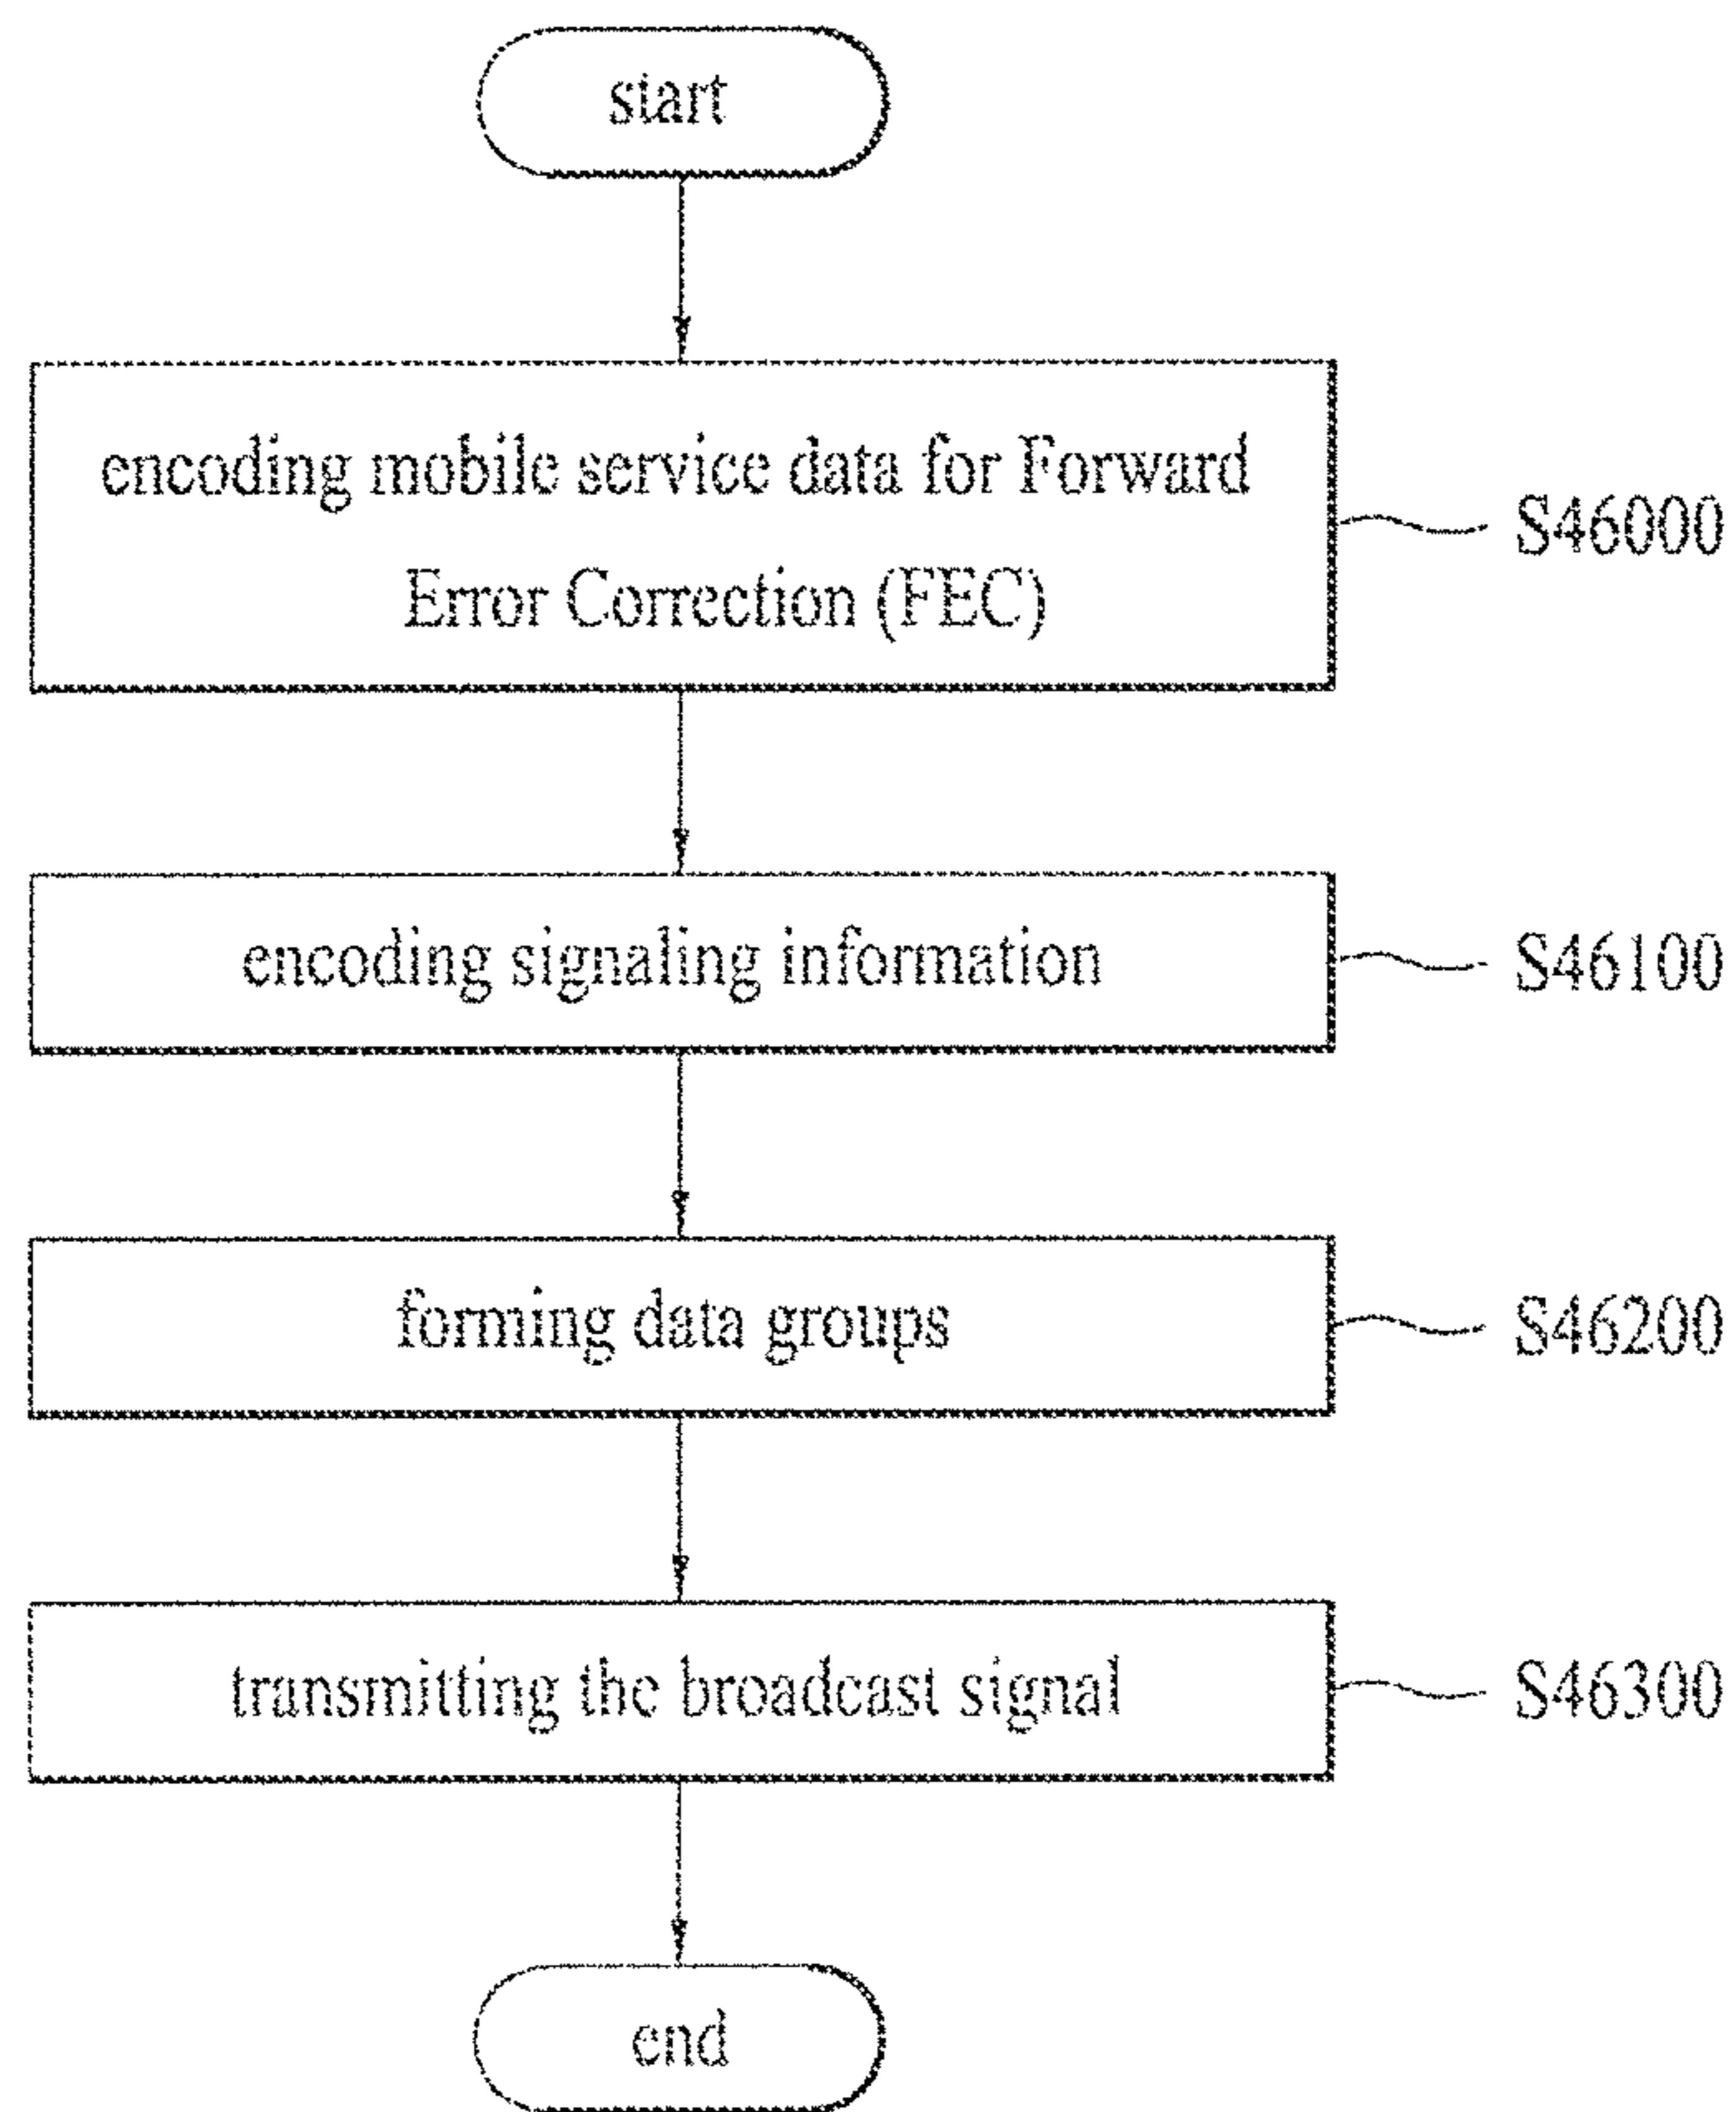 start
encoding mobile service data for Forward
Error Correction (FEC)
S46000
encoding signaling information
S46100
forming data groups
S46200
transmitting the broadcast signal
S46300
end